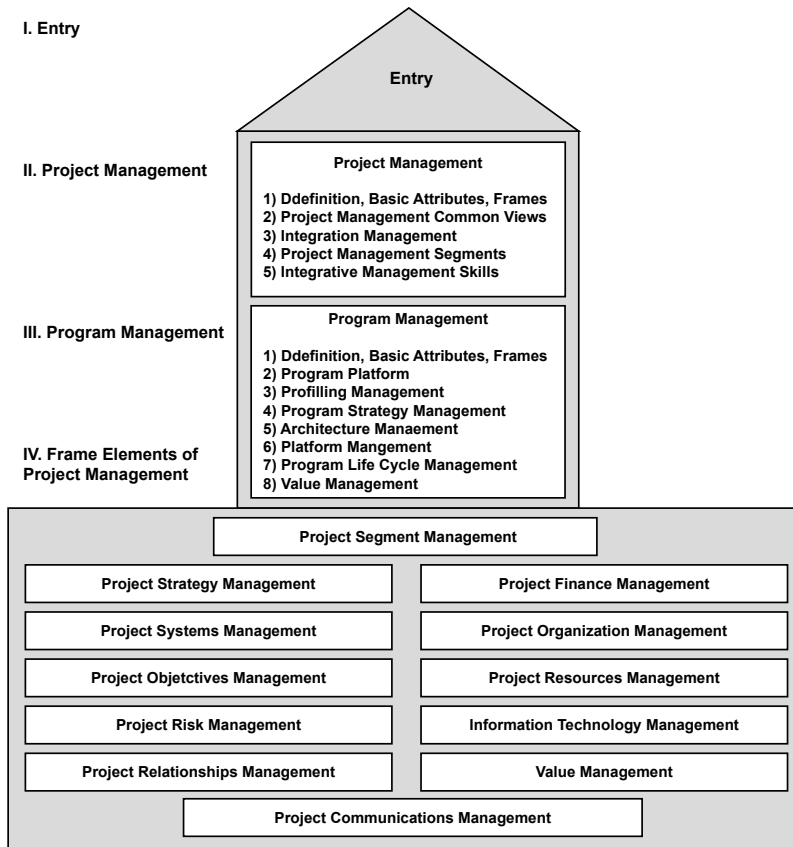 I. Entry
Entry
II. Project Management
Project Management
1) Ddefinition, Basic Attributes, Frames
2) Project Management Common Views
3) Integration Management
4) Project Management Segments
5) Integrative Management Skills
III. Program Management
Program Management
1) Ddefinition, Basic Attributes, Frames
2) Program Platform
3) Profilling Management
4) Program Strategy Management
5) Architecture Manaement
6) Platform Mangement
7) Program Life Cycle Management
8) Value Management
IV. Frame Elements of
Project Management
Project Segment Management
Project Strategy Management
Project Finance Management
Project Systems Management
Project Organization Management
Project Objetctives Management
Project Resources Management
Project Risk Management
Information Technology Management
Project Relationships Management
Value Management
Project Communications Management